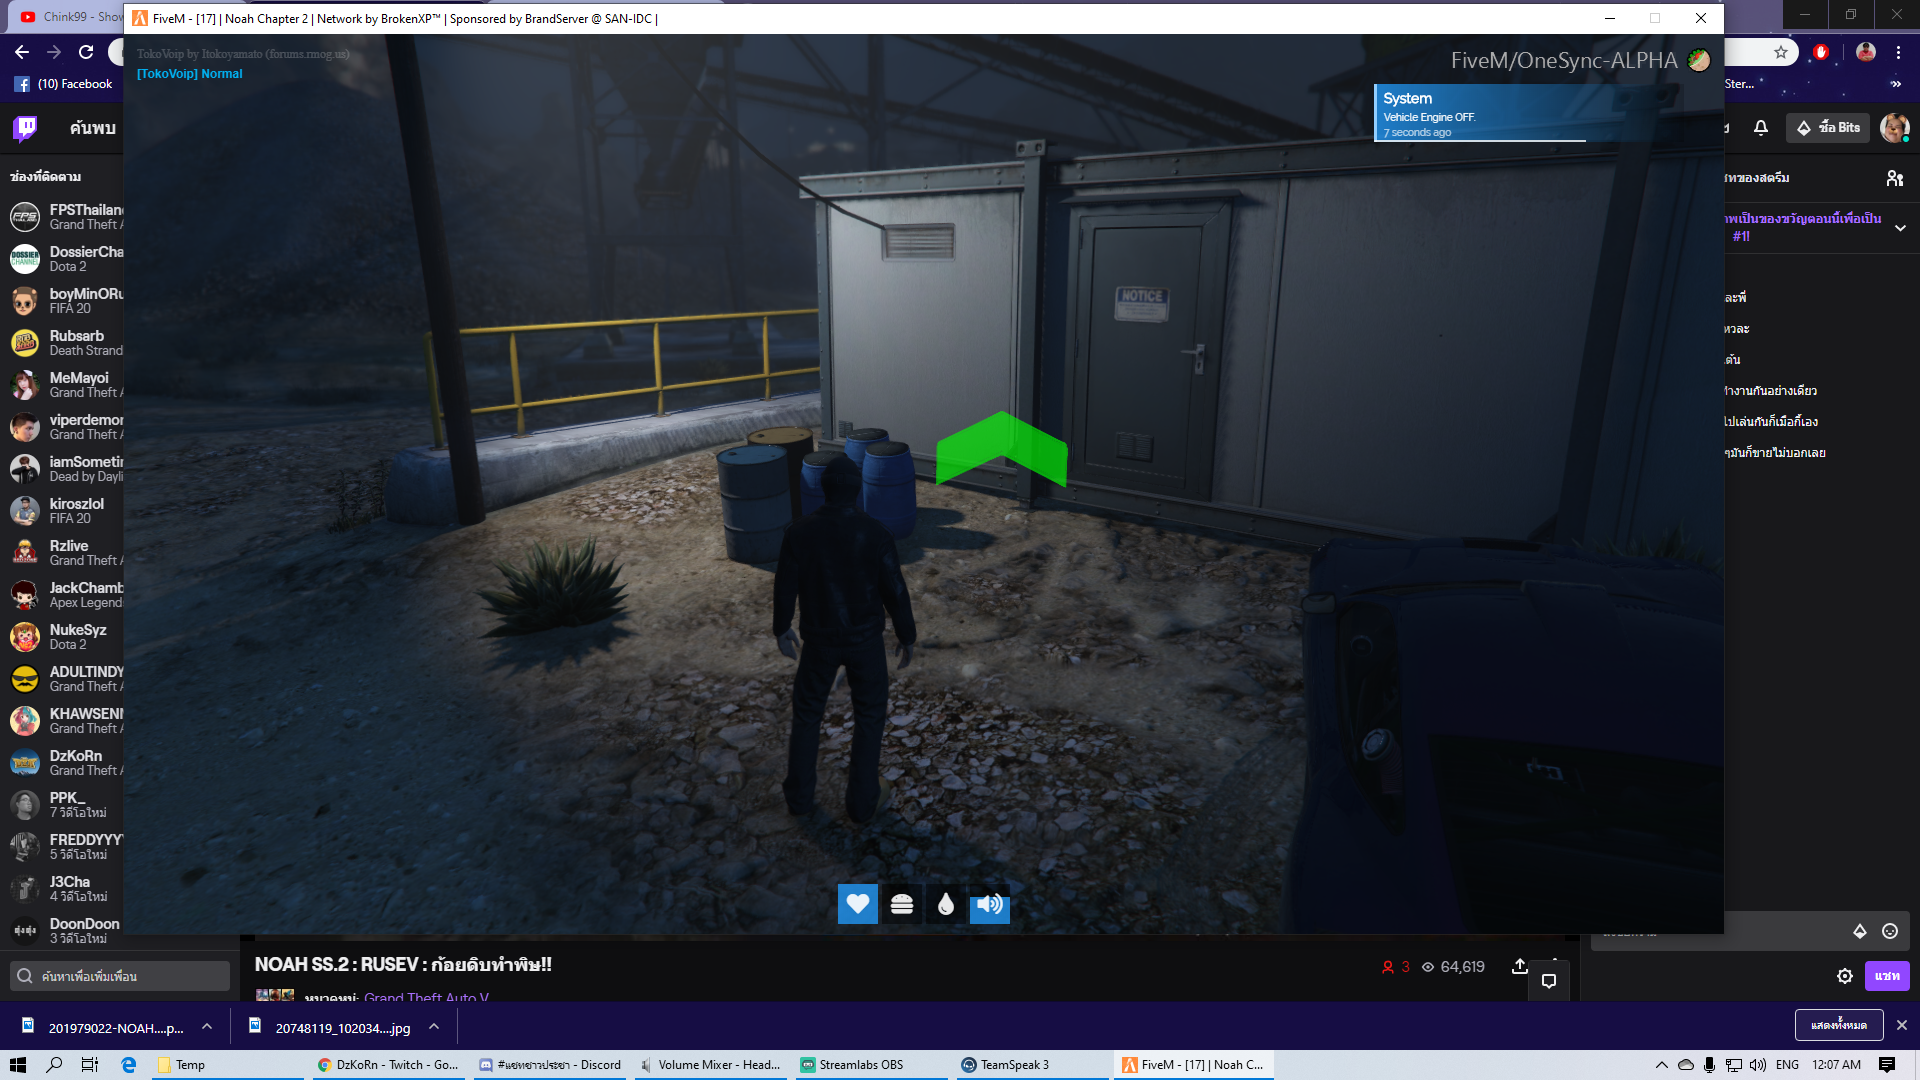 Chink99 - Show
FiveM - [17] | Noah Chapter 2 | Network by BrokenXP™ | Sponsored by BrandServer @ SAN-IDC |
(10) Facebook
Ster...
TokoVoip by Itokoyamato (forums.rmog.us)
[TokoVoip] Normal
FiveM/OneSync-ALPHA
System
Vehicle Engine OFF.
7 seconds ago
NOTICE
ค้นพบ
ซื้อ Bits
ช่องที่ติดตาม
FPSThailand
Grand Theft A
DossierCha
Dota 2
boyMinORu
FIFA 20
Rubsarb
Death Strand
MeMayoi
Grand Theft A
viperdemon
Grand Theft A
iamSometin
Dead by Dayli
kiroszlol
FIFA 20
Rzlive
Grand Theft A
JackChamb
Apex Legend
NukeSyz
Dota 2
ADULTINDY
Grand Theft A
KHAWSENN
Grand Theft A
DzKoRn
Grand Theft A
PPK_
7 วิดีโอใหม่
FREDDYYY
5 วิดีโอใหม่
J3Cha
4 วิดีโอใหม่
DoonDoon
3 วิดีโอใหม่
ค้นหาเพื่อเพิ่มเพื่อน
ทของสตรีม
าพเป็นของขวัญตอนนี้เพื่อเป็น
#1!
ละพี่
หวละ
ต้น
ทำงานกันอย่างเดียว
ไปเล่นกันก็เมื่อกี้เอง
ๆมันก็ขายไม่บอกเลย
NOAH SS.2 : RUSEV : ก้อยดิบทำพิษ!!
3
64,619
หมวดหมู่: Grand Theft Auto V
แชท
201979022-NOAH....p...
20748119_102034....jpg
แสดงทั้งหมด
Temp
DzKoRn - Twitch - Go...
#แชทชาวประชา - Discord
Volume Mixer - Head...
Streamlabs OBS
TeamSpeak 3
FiveM - [17] | Noah C...
ENG
12:07 AM